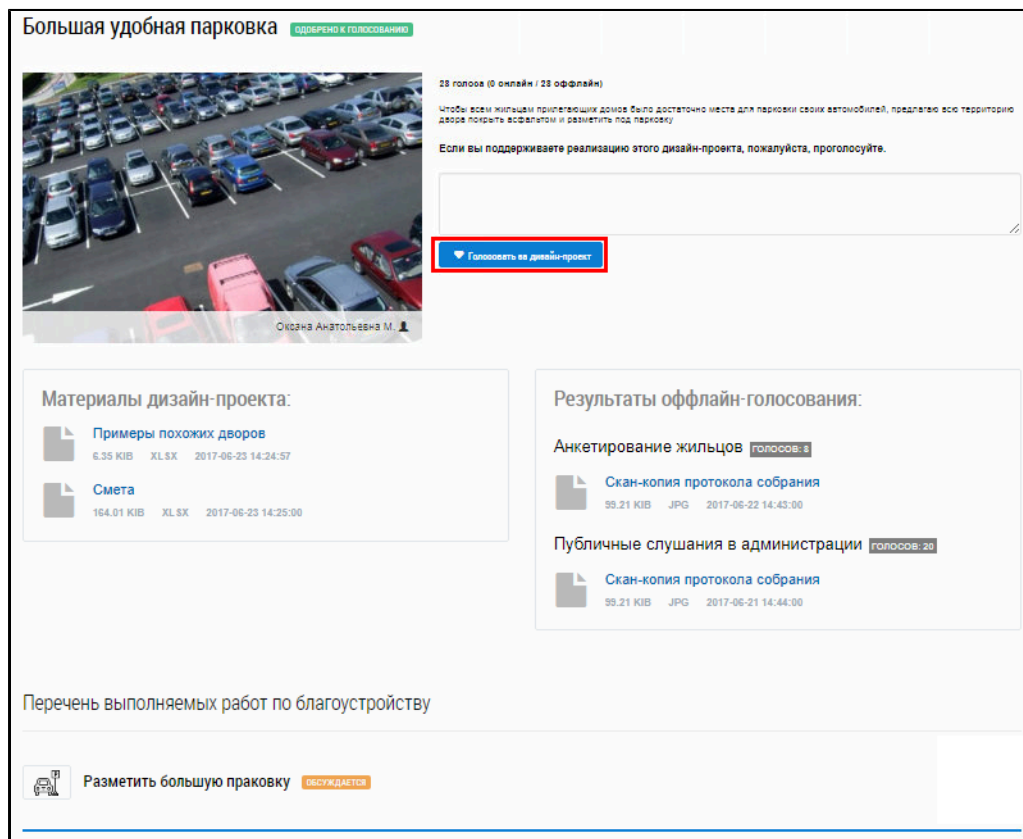 Большая удобная парковка ОДОБРЕНО К ГОЛОСОВАНИЮ
28 голоса (0 онлайн / 28 оффлайн)
Чтобы всем жильцам прилегающих домов было достаточно места для парковки своих автомобилей, предлагаю всю территорию
двора покрыть асфальтом и разметить под парковку
Если вы поддерживаете реализацию этого дизайн-проекта, пожалуйста, проголосуйте.
Голосовать за дизайн-проект
Оксана Анатольевна М.
Материалы дизайн-проекта:
Примеры похожих дворов
6.35 KIB XLSX 2017-06-23 14:24:57
Смета
164.01 KIB XLSX 2017-06-23 14:25:00
Результаты оффлайн-голосования:
Анкетирование жильцов ГОЛОСОВ: 8
Скан-копия протокола собрания
99.21 KIB JPG 2017-06-22 14:43:00
Публичные слушания в администрации ГОЛОСОВ: 20
Скан-копия протокола собрания
99.21 KIB JPG 2017-06-21 14:44:00
Перечень выполняемых работ по благоустройству
Разметить большую праковку ОБСУЖДАЕТСЯ